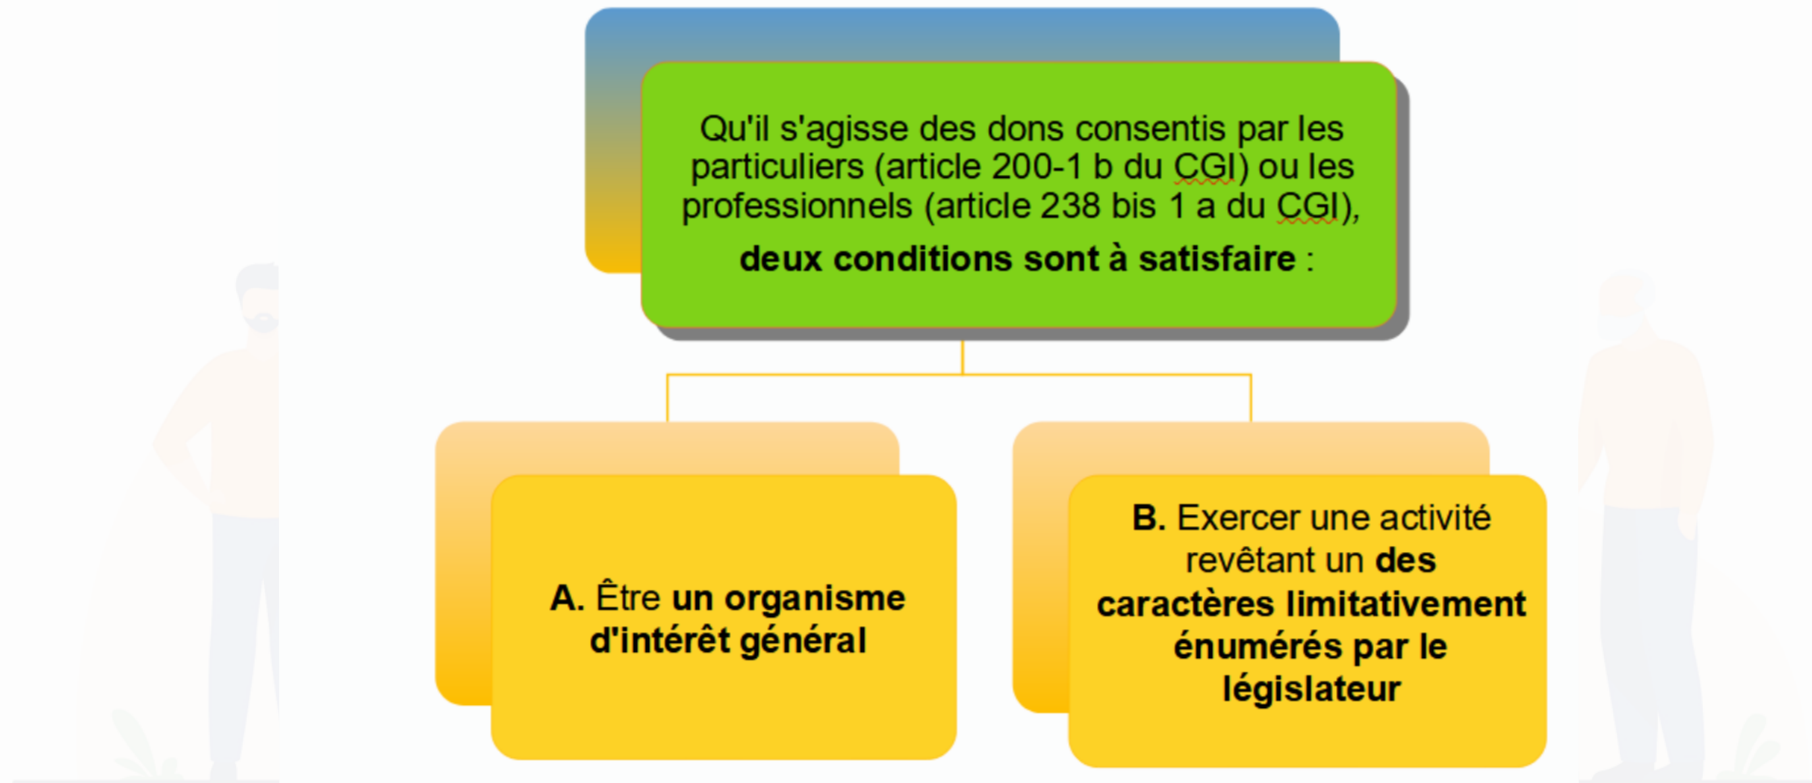 Qu'il s'agisse des dons consentis par les
particuliers (article 200-1 b du CGI) ou les
professionnels (article 238 bis 1 a du CGI),
deux conditions sont à satisfaire :
A. Être un organisme
d'intérêt général
B. Exercer une activité
revêtant un des
caractères limitativement
énumérés par le
législateur